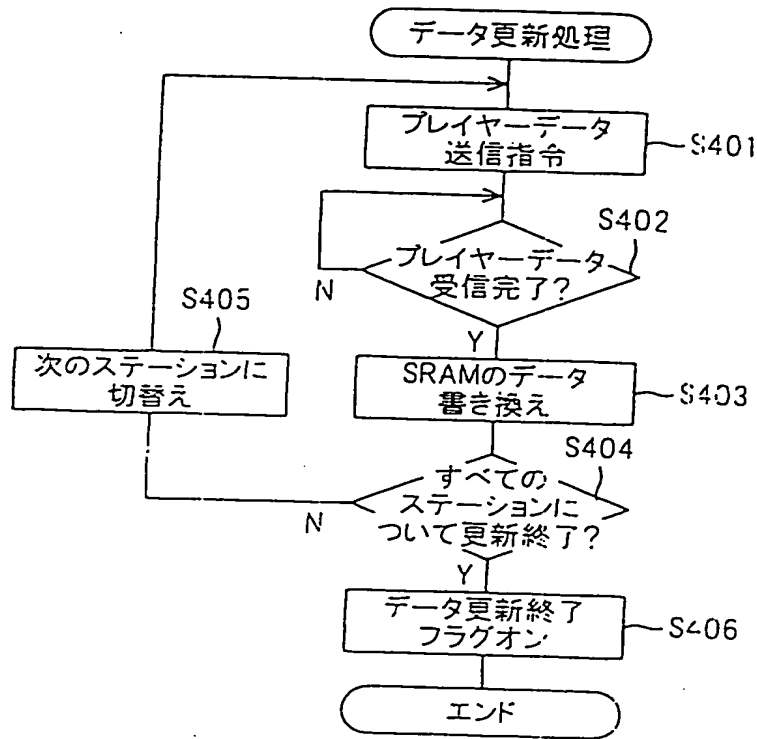 データ更新処理
プレイヤーデータ
送信指令
S401
S402
プレイヤーデータ
受信完了?
N
Y
S405
次のステーションに
切替え
SRAMのデータ
書き換え
S403
S404
すべての
ステーションに
ついて更新終了?
N
Y
データ更新終了
フラグオン
S406
エンド